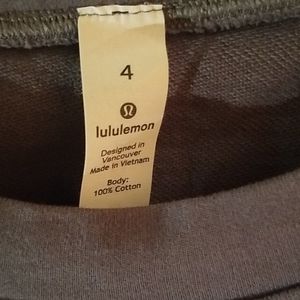 4
lululemon
Designed in
Vancouver
Made in Vietnam
Body:
100% Cotton